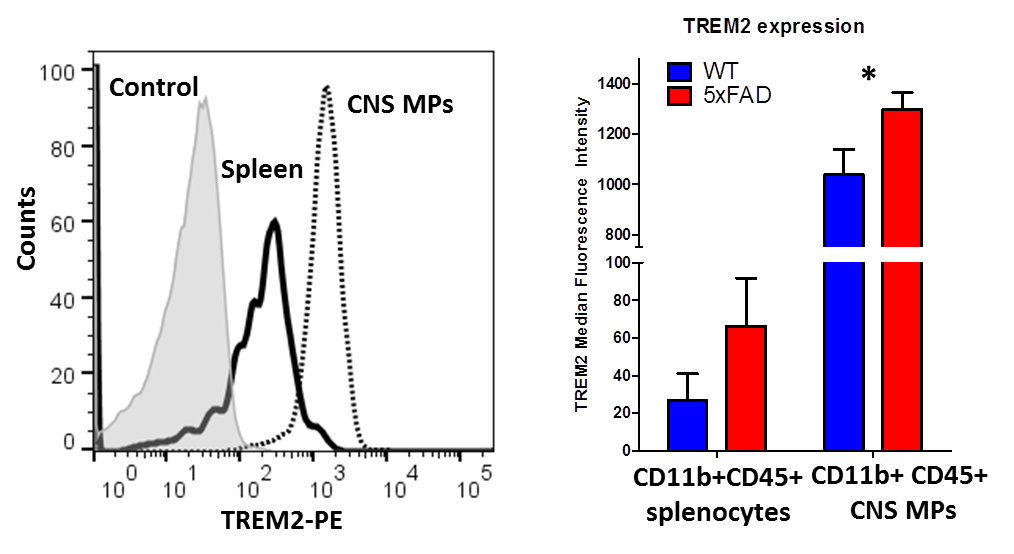 Control
CNS MPs
Spleen
100
80
60
40
20
0
Counts
10^0
10^1
10^2
10^3
10^4
10^5
TREM2-PE
TREM2 expression
WT
5xFAD
*
1400
1200
1000
800
100
80
60
40
20
0
TREM2 Median Fluorescence Intensity
CD11b+CD45+
splenocytes
CD11b+ CD45+
CNS MPs